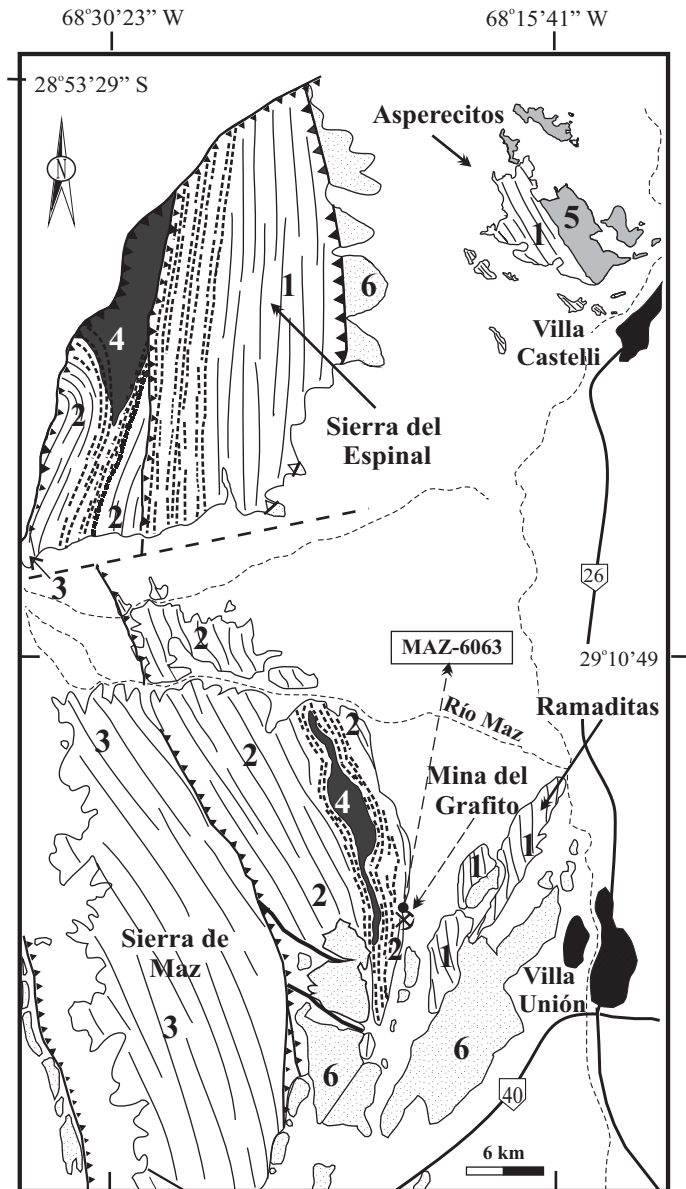 68°30'23" W
68°15'41" W
28°53'29" S
N
Asperecitos
5
1
1
6
Villa
Castelli
4
2
Sierra del
Espinal
2
3
26
2
MAZ-6063
29°10'49
Río Maz
Ramaditas
3
2
2
4
Mina del
Grafito
1
1
2
2
1
Sierra de
Maz
Villa
Unión
3
6
6
40
6 km